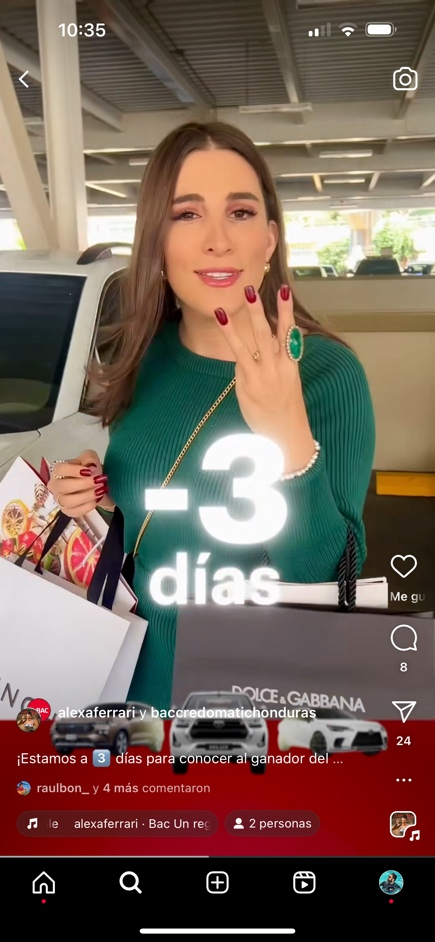 10:35
-3
días
DOLCE & GABBANA
BAC
alexaferrari y baccredomatichonduras
¡Estamos a 3 días para conocer al ganador del ...
raulbon_ y 4 más comentaron
le alexaferrari · Bac Un reg
2 personas
Me gu
8
24